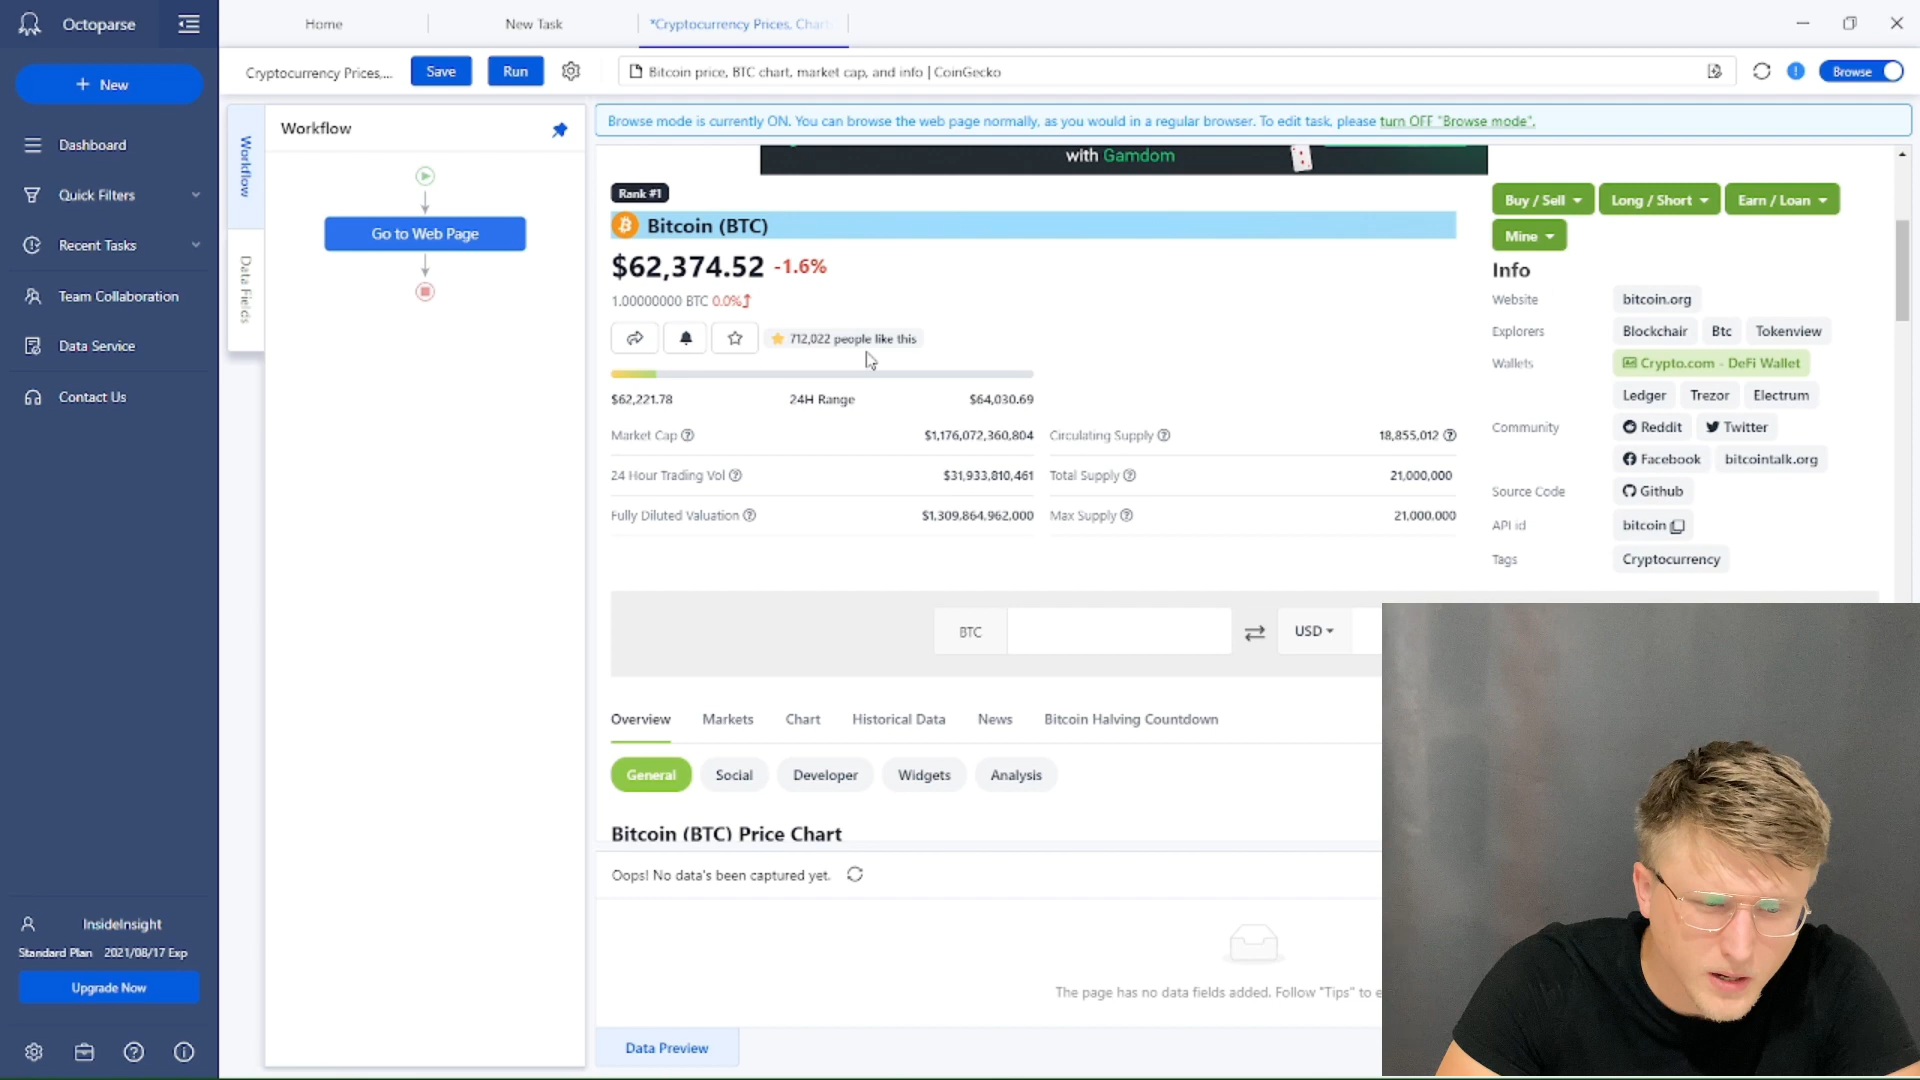 Octoparse
Home
New Task
*Cryptocurrency Prices, Chart
Cryptocurrency Prices,...
Save
Run
Bitcoin price, BTC chart, market cap, and info | CoinGecko
Browse
New
Dashboard
Quick Filters
Recent Tasks
Team Collaboration
Data Service
Contact Us
Workflow
Data Fields
Workflow
Go to Web Page
Browse mode is currently ON. You can browse the web page normally, as you would in a regular browser. To edit task, please turn OFF "Browse mode".
with Gamdom
Rank #1
Bitcoin (BTC)
$62,374.52 -1.6%
1.00000000 BTC 0.0%
712,022 people like this
$62,221.78 24H Range $64,030.69
Market Cap $1,176,072,360,804 Circulating Supply 18,855,012
24 Hour Trading Vol $31,933,810,461 Total Supply 21,000,000
Fully Diluted Valuation $1,309,864,962,000 Max Supply 21,000,000
Buy / Sell Long / Short Earn / Loan
Mine
Info
Website bitcoin.org
Explorers Blockchair Btc Tokenview
Wallets Crypto.com - DeFi Wallet
Ledger Trezor Electrum
Community Reddit Twitter
Facebook bitcointalk.org
Source Code Github
API id bitcoin
Tags Cryptocurrency
BTC USD
Overview Markets Chart Historical Data News Bitcoin Halving Countdown
General Social Developer Widgets Analysis
Bitcoin (BTC) Price Chart
Oops! No data's been captured yet.
The page has no data fields added. Follow "Tips" to e
Data Preview
InsideInsight
Standard Plan 2021/08/17 Exp
Upgrade Now